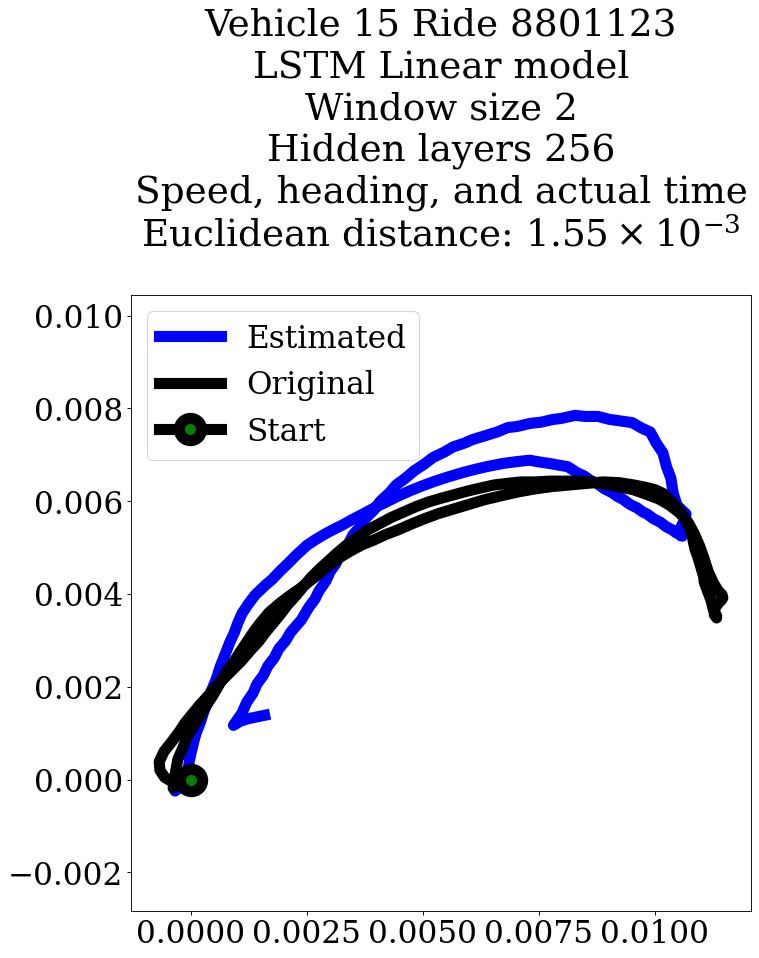 Vehicle 15 Ride 8801123
LSTM Linear model
Window size 2
Hidden layers 256
Speed, heading, and actual time
Euclidean distance: 1.55 × 10⁻³
0.010
Estimated
Original
0.008
Start
0.006
0.004
0.002
0.000
−0.002
0.0000 0.0025 0.0050 0.0075 0.0100